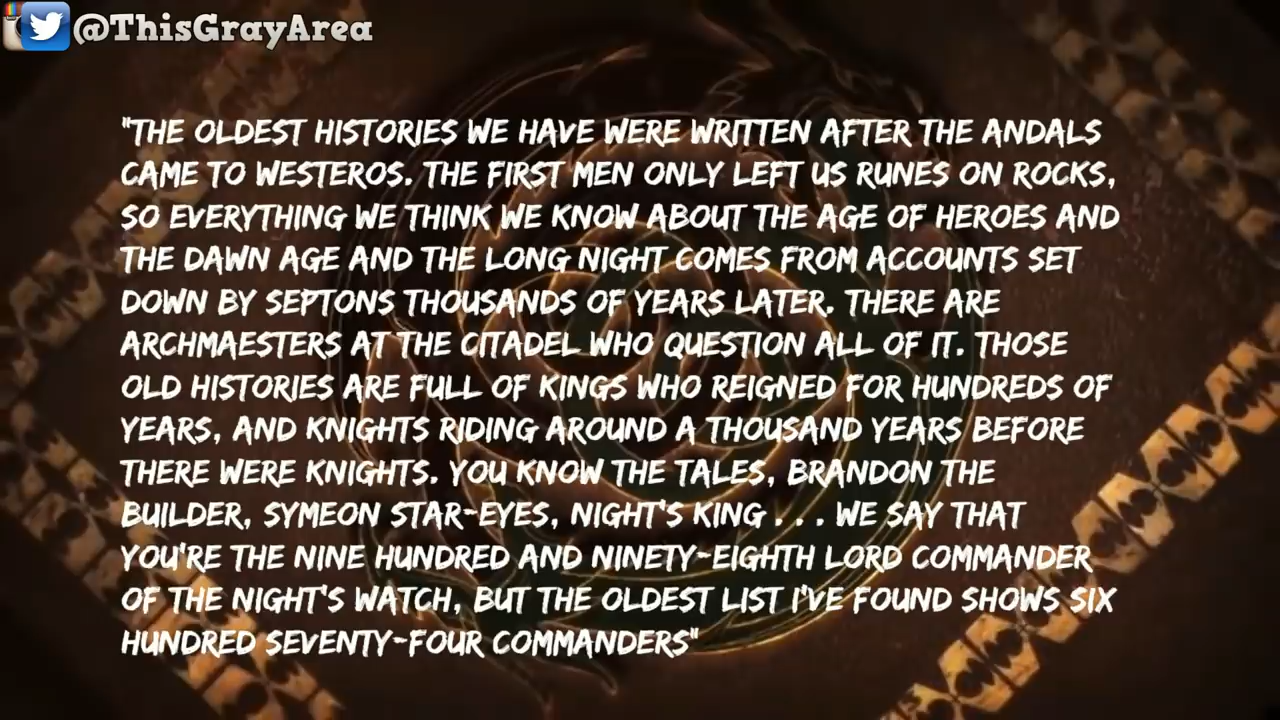 @ThisGrayArea
"THE OLDEST HISTORIES WE HAVE WERE WRITTEN AFTER THE ANDALS
CAME TO WESTEROS. THE FIRST MEN ONLY LEFT US RUNES ON ROCKS,
SO EVERYTHING WE THINK WE KNOW ABOUT THE AGE OF HEROES AND
THE DAWN AGE AND THE LONG NIGHT COMES FROM ACCOUNTS SET
DOWN BY SEPTONS THOUSANDS OF YEARS LATER. THERE ARE
ARCHMAESTERS AT THE CITADEL WHO QUESTION ALL OF IT. THOSE
OLD HISTORIES ARE FULL OF KINGS WHO REIGNED FOR HUNDREDS OF
YEARS, AND KNIGHTS RIDING AROUND A THOUSAND YEARS BEFORE
THERE WERE KNIGHTS. YOU KNOW THE TALES, BRANDON THE
BUILDER, SYMEON STAR-EYES, NIGHT'S KING . . . WE SAY THAT
YOU'RE THE NINE HUNDRED AND NINETY-EIGHTH LORD COMMANDER
OF THE NIGHT'S WATCH, BUT THE OLDEST LIST I'VE FOUND SHOWS SIX
HUNDRED SEVENTY-FOUR COMMANDERS"